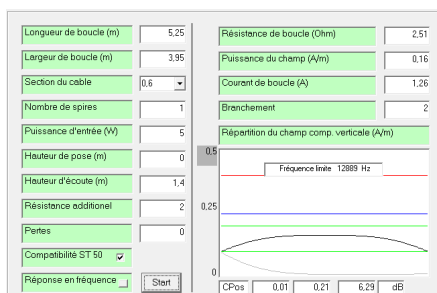 Longueur de boucle (m) 5,25
Largeur de boucle (m) 3,95
Section du cable 0,6
Nombre de spires 1
Puissance d'entrée (W) 5
Hauteur de pose (m) 0
Hauteur d'écoute (m) 1,4
Résistance additionel 2
Pertes 0
Compatibilité ST 50
Réponse en fréquence Start
Résistance de boucle (Ohm) 2,51
Puissance du champ (A/m) 0,16
Courant de boucle (A) 1,26
Branchement 2
Répartition du champ comp. verticale (A/m)
0,5
Fréquence limite 12889 Hz
0,25
0
CPos 0,01 0,21 6,29 dB